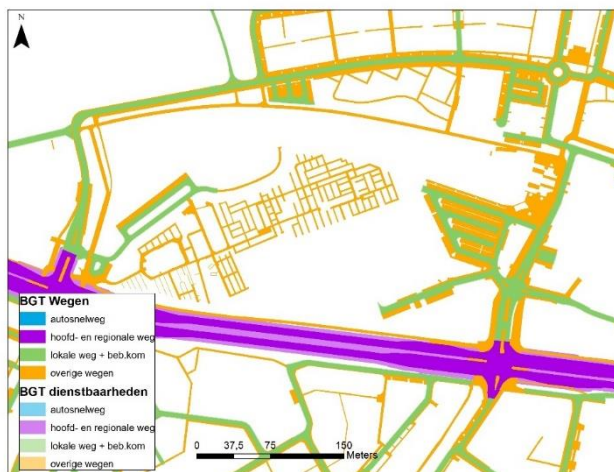 N
BGT Wegen
autosnelweg
hoofd- en regionale weg
lokale weg + beb.kom
overige wegen
BGT dienstbaarheden
autosnelweg
hoofd- en regionale weg
lokale weg + beb.kom
overige wegen
0 37,5 75 150
Meters